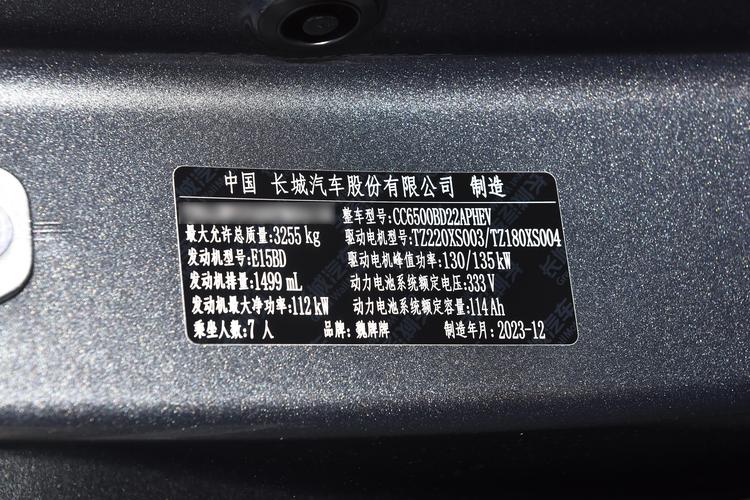 中国 长城汽车股份有限公司 制造
整车型号:CC6500BD22APHEV
最大允许总质量:3255 kg 驱动电机型号:TZ220XS003/TZ180XS004
发动机型号:E15BD 驱动电机峰值功率:130/135kW
发动机排量:1499 mL 动力电池系统额定电压:333 V
发动机最大净功率:112 kW 动力电池系统额定容量:114 Ah
乘坐人数:7 人 品牌: 魏牌牌 制造年月: 2023-12